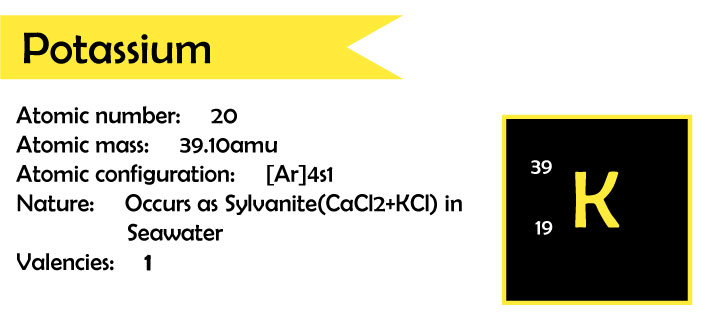 Potassium
Atomic number: 20
Atomic mass: 39.10amu
Atomic configuration: [Ar]4s1
Nature: Occurs as Sylvanite(CaCl2+KCl) in
Seawater
Valencies: 1
39
K
19